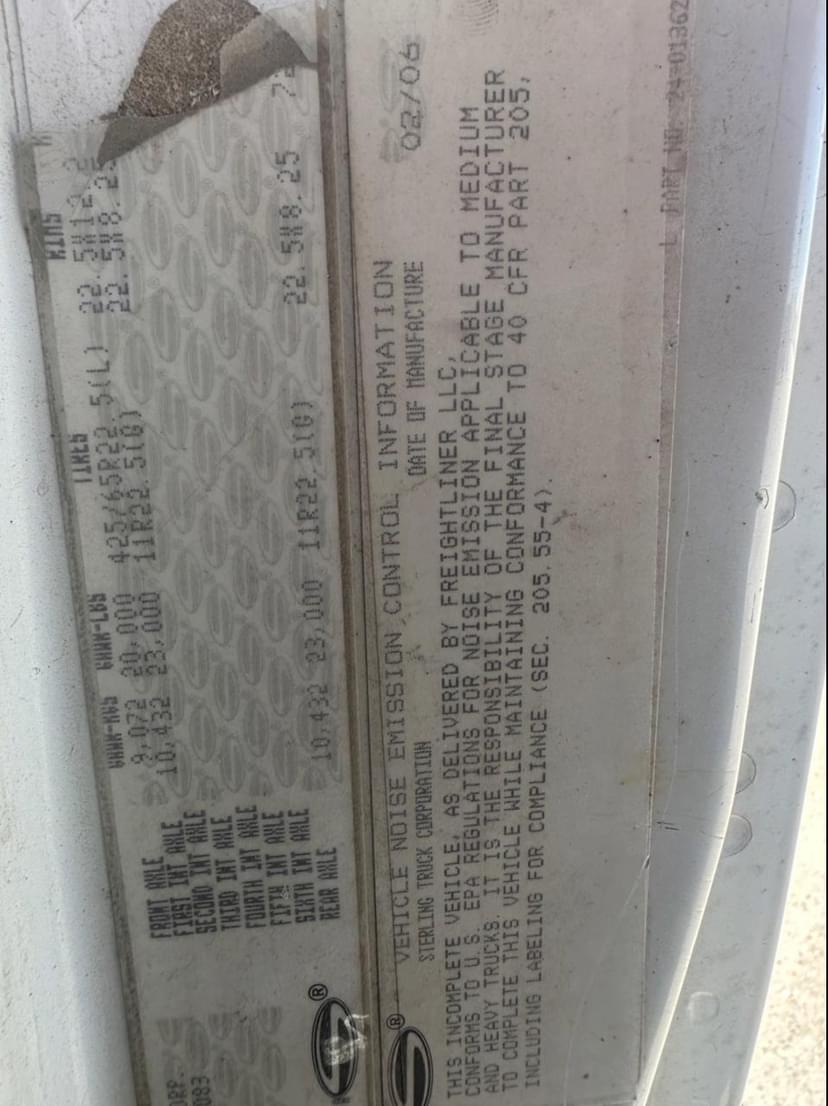 GAWR-KGS GAWR-LBS TIRES RIMS
FRONT AXLE 9,072 20,000 425/65R22.5(L) 22.5X12.2
FIRST INT AXLE 10,432 23,000 11R22.5(G) 22.5X8.25
SECOND INT AXLE
THIRD INT AXLE
FOURTH INT AXLE
FIFTH INT AXLE
SIXTH INT AXLE
REAR AXLE 10,432 23,000 11R22.5(G) 22.5X8.25
®
VEHICLE NOISE EMISSION CONTROL INFORMATION
STERLING TRUCK CORPORATION DATE OF MANUFACTURE 02/06
®
THIS INCOMPLETE VEHICLE, AS DELIVERED BY FREIGHTLINER LLC,
CONFORMS TO U.S. EPA REGULATIONS FOR NOISE EMISSION APPLICABLE TO MEDIUM
AND HEAVY TRUCKS. IT IS THE RESPONSIBILITY OF THE FINAL STAGE MANUFACTURER
TO COMPLETE THIS VEHICLE WHILE MAINTAINING CONFORMANCE TO 40 CFR PART 205,
INCLUDING LABELING FOR COMPLIANCE (SEC. 205.55-4).
PART NO. 24-01362